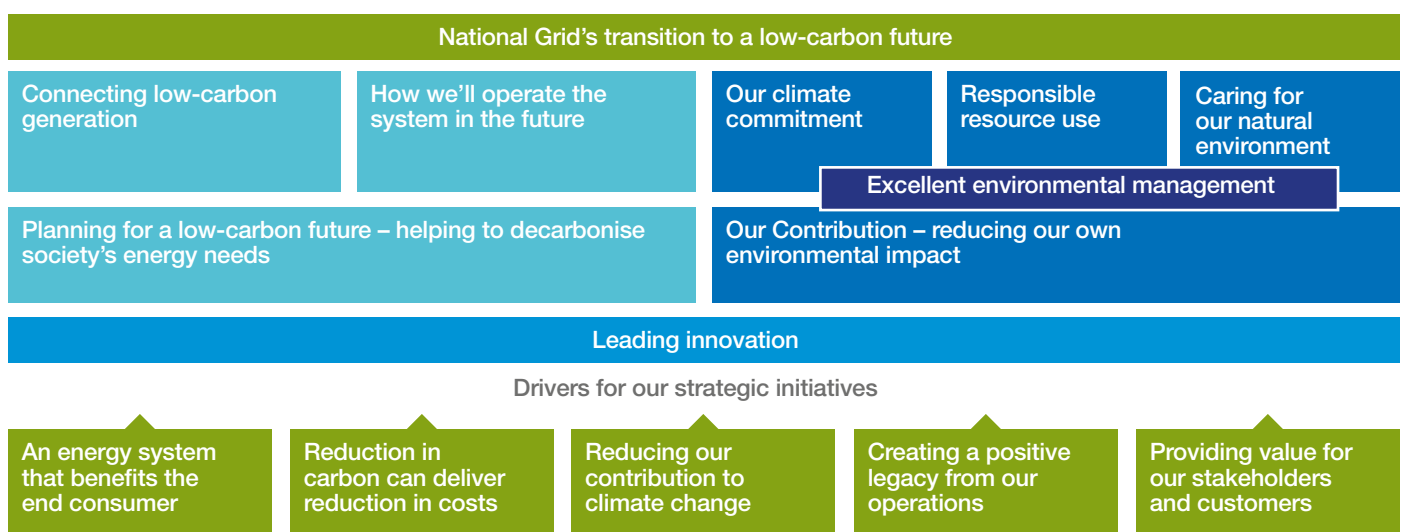 National Grid’s transition to a low-carbon future
Connecting low-carbon
generation
How we’ll operate the
system in the future
Our climate
commitment
Responsible
resource use
Caring for
our natural
environment
Excellent environmental management
Planning for a low-carbon future – helping to decarbonise
society’s energy needs
Our Contribution – reducing our own
environmental impact
Leading innovation
Drivers for our strategic initiatives
An energy system
that benefits the
end consumer
Reduction in
carbon can deliver
reduction in costs
Reducing our
contribution to
climate change
Creating a positive
legacy from our
operations
Providing value for
our stakeholders
and customers